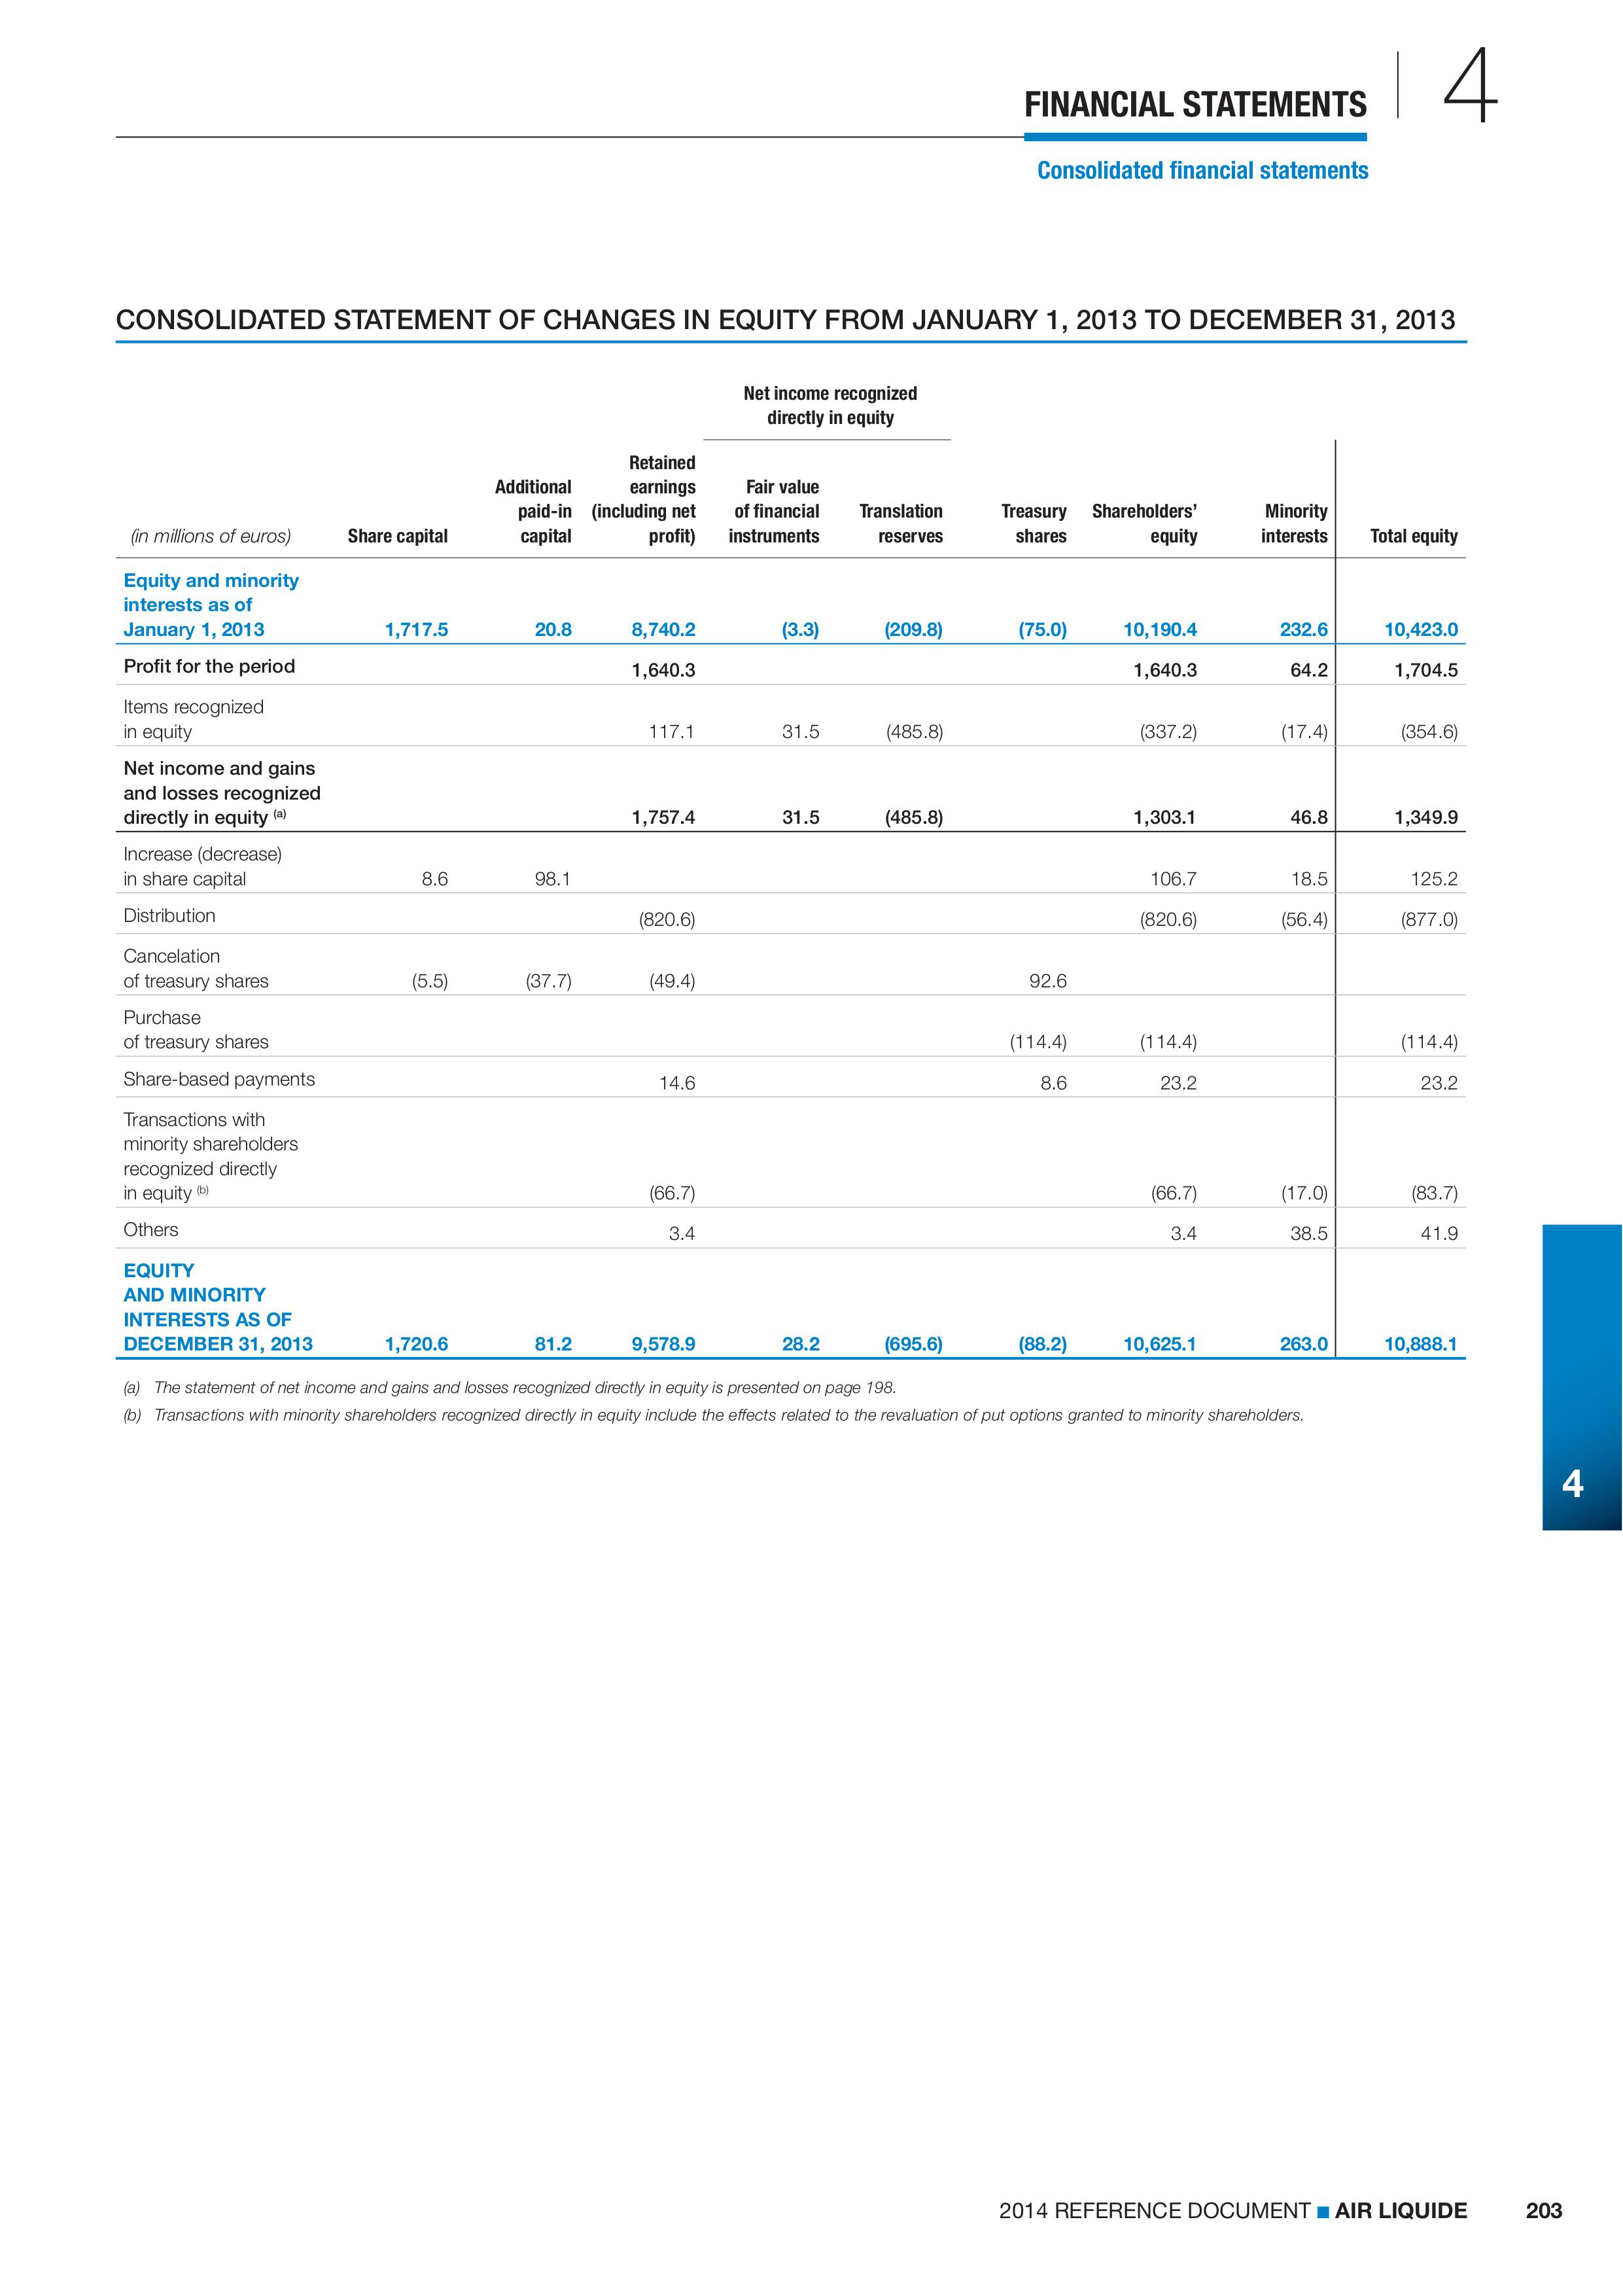 FINANCIAL STATEMENTS 4
Consolidated financial statements
CONSOLIDATED STATEMENT OF CHANGES IN EQUITY FROM JANUARY 1, 2013 TO DECEMBER 31, 2013
Net income recognized
directly in equity
Retained
Additional earnings Fair value
paid-in (including net of financial Translation Treasury Shareholders’ Minority
(in millions of euros) Share capital capital profit) instruments reserves shares equity interests Total equity
Equity and minority
interests as of
January 1, 2013 1,717.5 20.8 8,740.2 (3.3) (209.8) (75.0) 10,190.4 232.6 10,423.0
Profit for the period 1,640.3 1,640.3 64.2 1,704.5
Items recognized
in equity 117.1 31.5 (485.8) (337.2) (17.4) (354.6)
Net income and gains
and losses recognized
directly in equity (a) 1,757.4 31.5 (485.8) 1,303.1 46.8 1,349.9
Increase (decrease)
in share capital 8.6 98.1 106.7 18.5 125.2
Distribution (820.6) (820.6) (56.4) (877.0)
Cancelation
of treasury shares (5.5) (37.7) (49.4) 92.6
Purchase
of treasury shares (114.4) (114.4) (114.4)
Share-based payments 14.6 8.6 23.2 23.2
Transactions with
minority shareholders
recognized directly
in equity (b) (66.7) (66.7) (17.0) (83.7)
Others 3.4 3.4 38.5 41.9
EQUITY
AND MINORITY
INTERESTS AS OF
DECEMBER 31, 2013 1,720.6 81.2 9,578.9 28.2 (695.6) (88.2) 10,625.1 263.0 10,888.1
(a) The statement of net income and gains and losses recognized directly in equity is presented on page 198.
(b) Transactions with minority shareholders recognized directly in equity include the effects related to the revaluation of put options granted to minority shareholders.
4
2014 REFERENCE DOCUMENT ■ AIR LIQUIDE 203